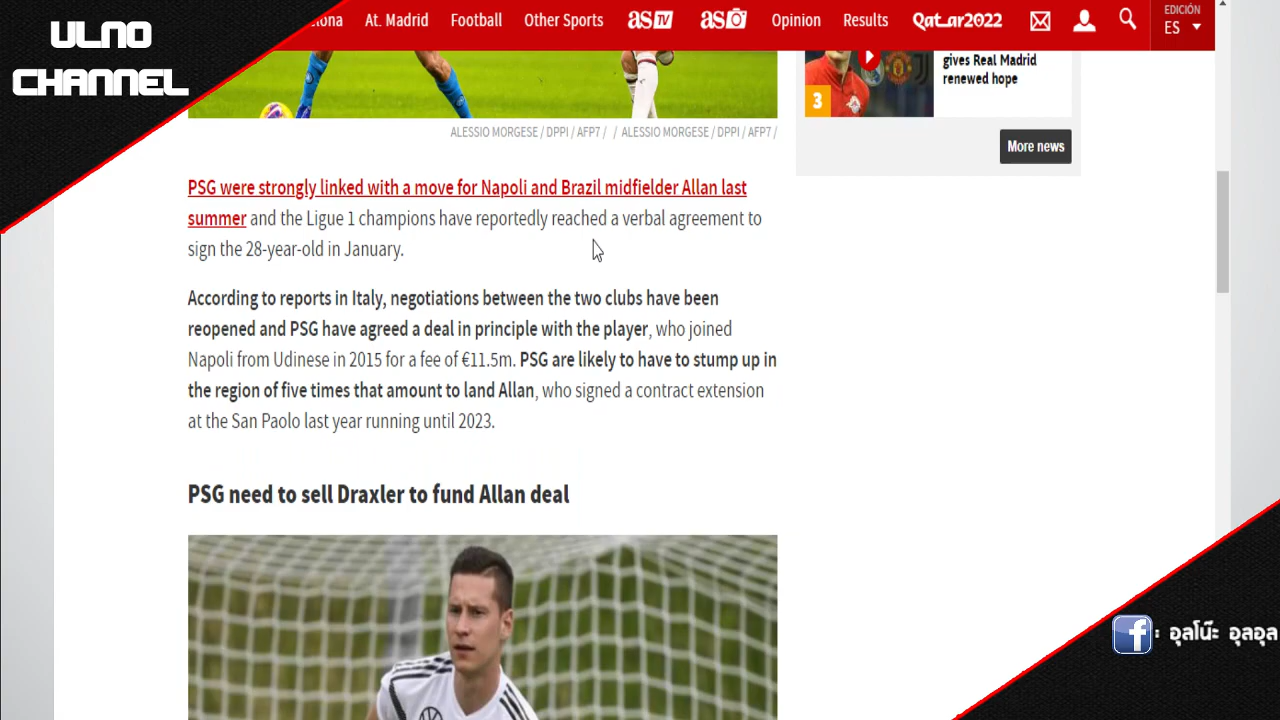 ULNO
CHANNEL
At. Madrid Football Other Sports as TV as Opinion Results Qatar2022
EDICIÓN
ES
gives Real Madrid
renewed hope
3
More news
ALESSIO MORGESE / DPPI / AFP7 / / ALESSIO MORGESE / DPPI / AFP7 /
PSG were strongly linked with a move for Napoli and Brazil midfielder Allan last
summer and the Ligue 1 champions have reportedly reached a verbal agreement to
sign the 28-year-old in January.
According to reports in Italy, negotiations between the two clubs have been
reopened and PSG have agreed a deal in principle with the player, who joined
Napoli from Udinese in 2015 for a fee of €11.5m. PSG are likely to have to stump up in
the region of five times that amount to land Allan, who signed a contract extension
at the San Paolo last year running until 2023.
PSG need to sell Draxler to fund Allan deal
f : อุลโน๊ะ อุลอุล